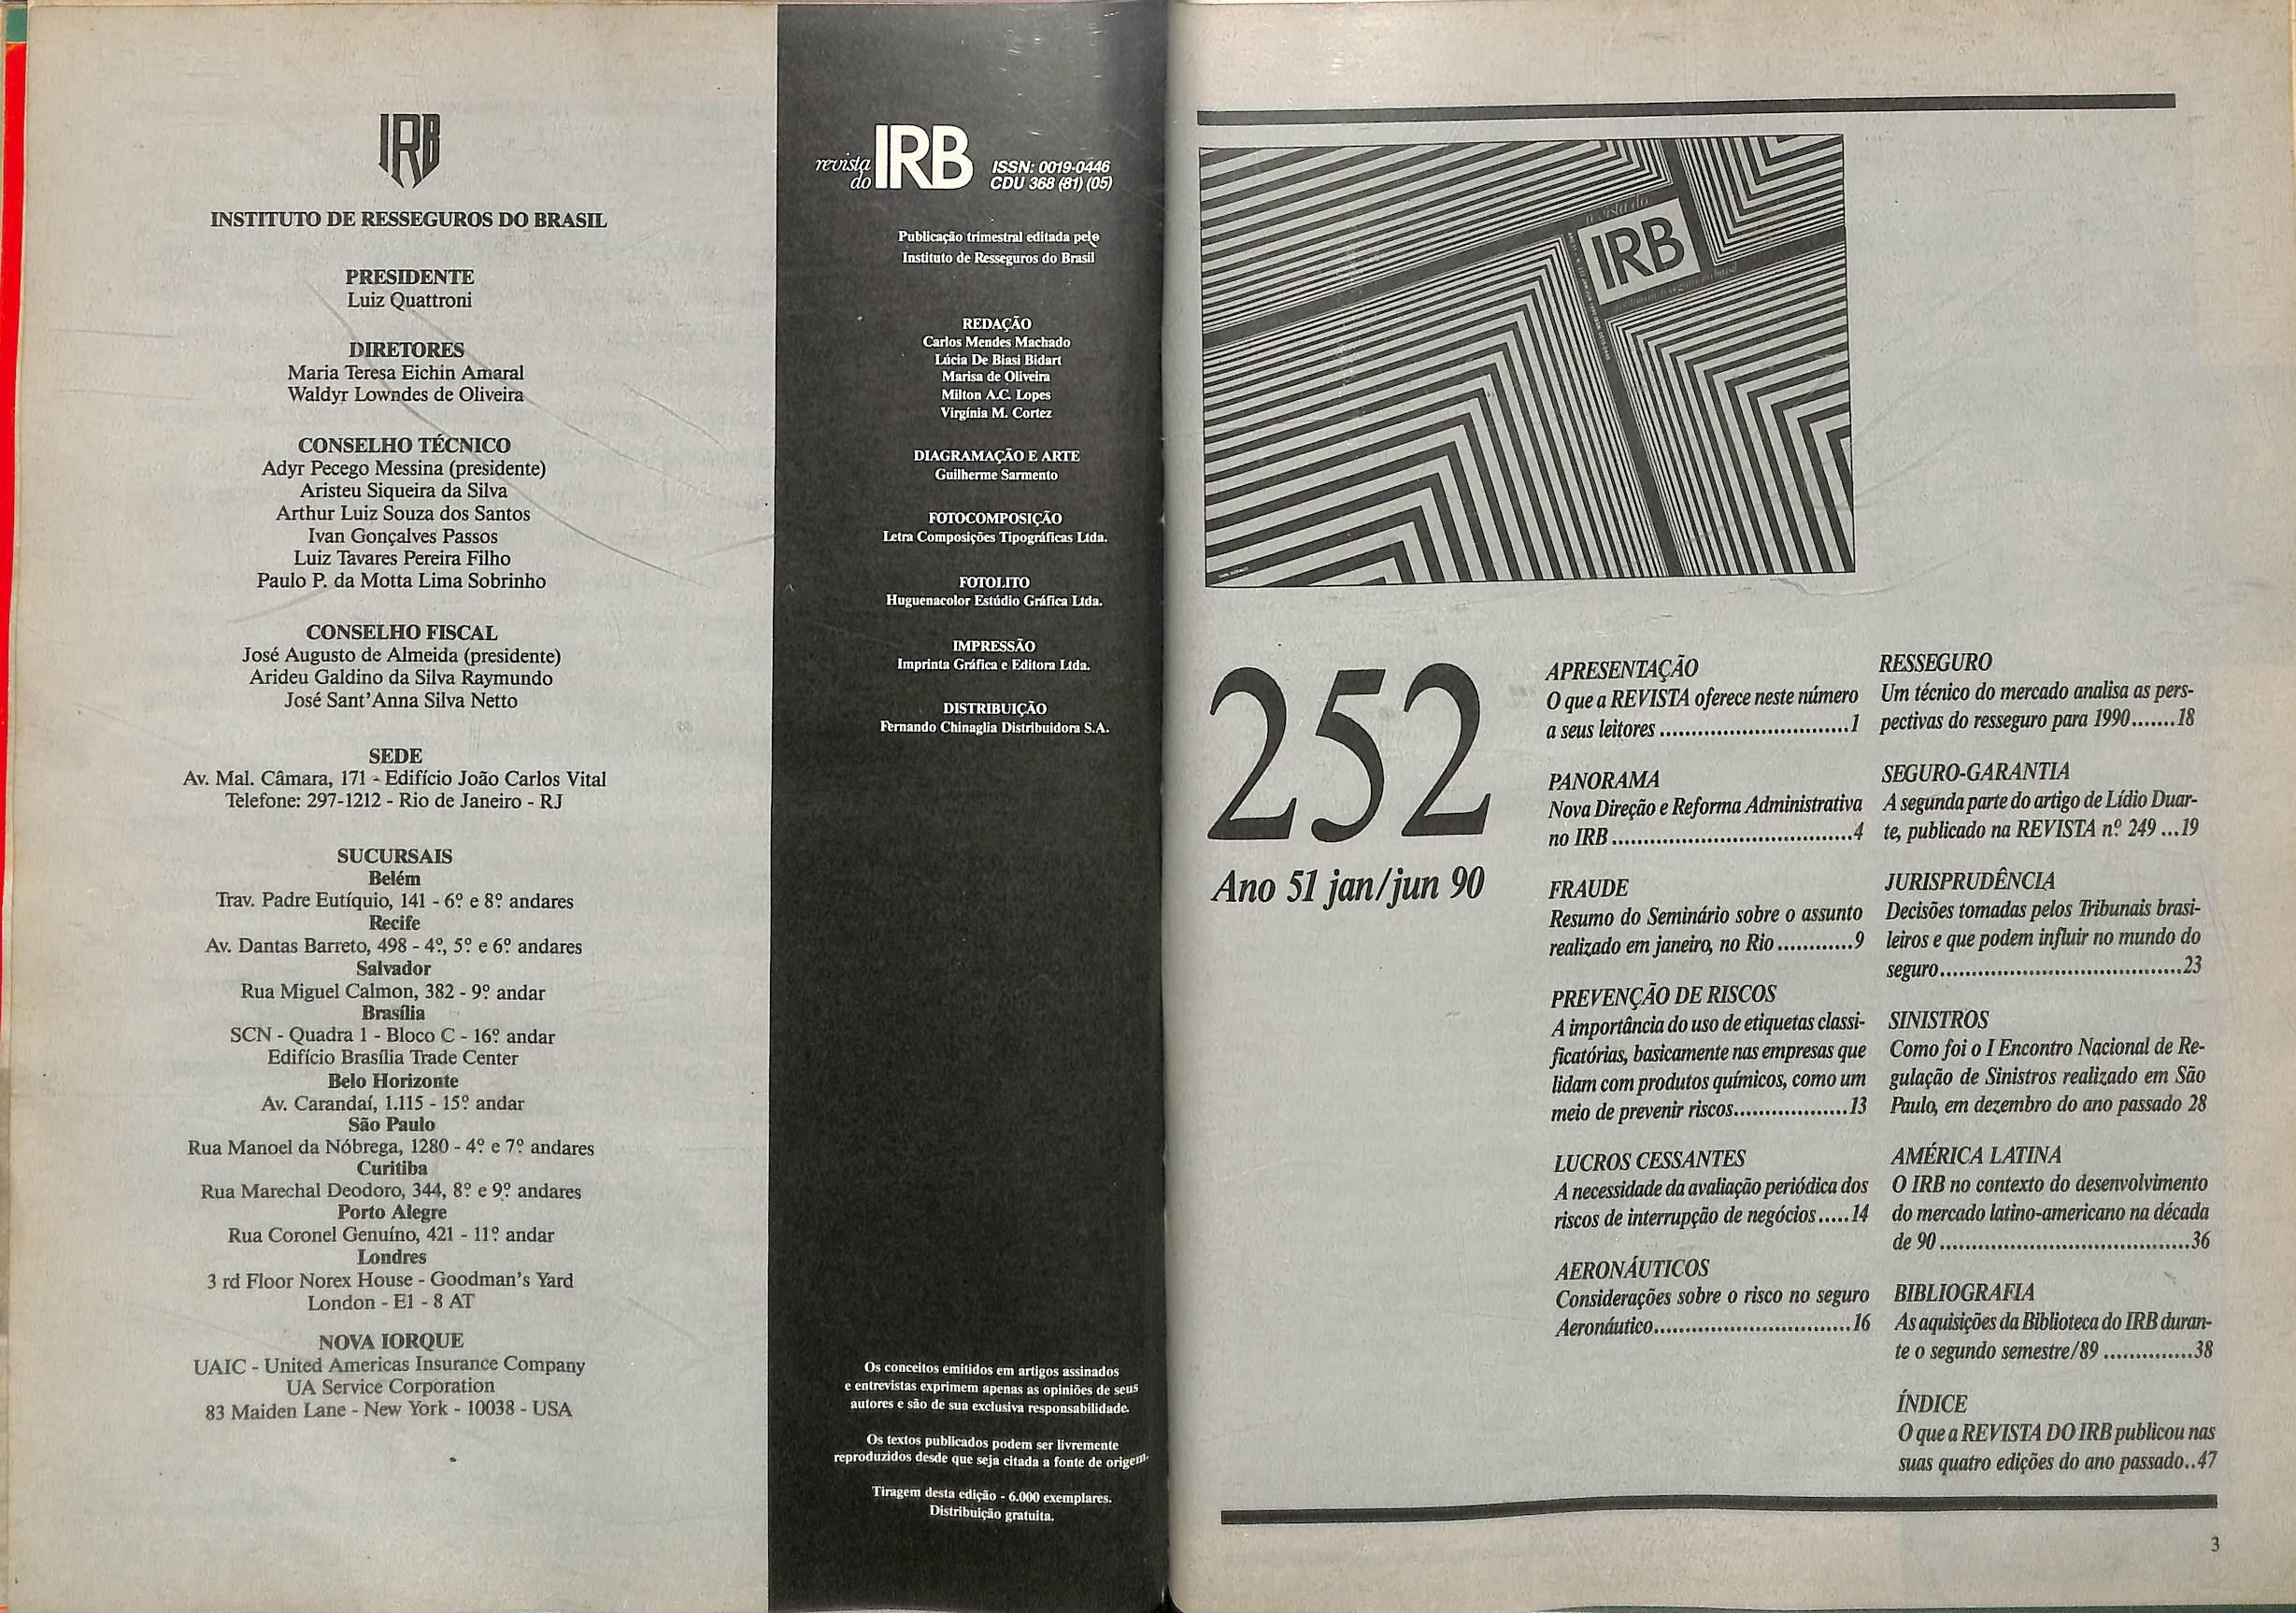 IRB
INSTITUTO DE RESSEGUROS DO BRASIL
PRESIDENTE
Luiz Quattroni
DIRETORES
Maria Teresa Eichin Amaral
Waldyr Lowndes de Oliveira
CONSELHO TÉCNICO
Adyr Pecego Messina (presidente)
Aristeu Siqueira da Silva
Arthur Luiz Souza dos Santos
Ivan Gonçalves Passos
Luiz Tavares Pereira Filho
Paulo P. da Motta Lima Sobrinho
CONSELHO FISCAL
José Augusto de Almeida (presidente)
Arideu Galdino da Silva Raymundo
José Sant'Anna Silva Netto
SEDE
Av. Mal. Câmara, 171 - Edifício João Carlos Vital
Telefone: 297-1212 - Rio de Janeiro - RJ
SUCURSAIS
Belém
Trav. Padre Eutíquio, 141 - 6º e 8º andares
Recife
Av. Dantas Barreto, 498 - 4º, 5º e 6º andares
Salvador
Rua Miguel Calmon, 382 - 9º andar
Brasília
SCN - Quadra 1 - Bloco C - 16º andar
Edifício Brasília Trade Center
Belo Horizonte
Av. Carandaí, 1.115 - 15º andar
São Paulo
Rua Manoel da Nóbrega, 1280 - 4º e 7º andares
Curitiba
Rua Marechal Deodoro, 344, 8º e 9º andares
Porto Alegre
Rua Coronel Genuíno, 421 - 11º andar
Londres
3 rd Floor Norex House - Goodman's Yard
London - E1 - 8 AT
NOVA IORQUE
UAIC - United Americas Insurance Company
UA Service Corporation
83 Maiden Lane - New York - 10038 - USA
revista do IRB
ISSN: 0019-0446
CDU 368 (81) (05)
Publicação trimestral editada pelo
Instituto de Resseguros do Brasil
REDAÇÃO
Carlos Mendes Machado
Lúcia De Biasi Bidart
Marisa de Oliveira
Milton A.C. Lopes
Virgínia M. Cortez
DIAGRAMAÇÃO E ARTE
Guilherme Sarmento
FOTOCOMPOSIÇÃO
Letra Composições Tipográficas Ltda.
FOTOLITO
Huguenacolor Estúdio Gráfica Ltda.
IMPRESSÃO
Imprinta Gráfica e Editora Ltda.
DISTRIBUIÇÃO
Fernando Chinaglia Distribuidora S.A.
Os conceitos emitidos em artigos assinados
e entrevistas exprimem apenas as opiniões de seus
autores e são de sua exclusiva responsabilidade.
Os textos publicados podem ser livremente
reproduzidos desde que seja citada a fonte de origem.
Tiragem desta edição - 6.000 exemplares.
Distribuição gratuita.
revista do
IRB
252
Ano 51 jan/jun 90
APRESENTAÇÃO
O que a REVISTA oferece neste número
a seus leitores ..............................1
PANORAMA
Nova Direção e Reforma Administrativa
no IRB ......................................4
FRAUDE
Resumo do Seminário sobre o assunto
realizado em janeiro, no Rio ............9
PREVENÇÃO DE RISCOS
A importância do uso de etiquetas classi-
ficatórias, basicamente nas empresas que
lidam com produtos químicos, como um
meio de prevenir riscos..................13
LUCROS CESSANTES
A necessidade da avaliação periódica dos
riscos de interrupção de negócios.....14
AERONÁUTICOS
Considerações sobre o risco no seguro
Aeronáutico...............................16
RESSEGURO
Um técnico do mercado analisa as pers-
pectivas do resseguro para 1990.......18
SEGURO-GARANTIA
A segunda parte do artigo de Lídio Duar-
te, publicado na REVISTA nº 249 ...19
JURISPRUDÊNCIA
Decisões tomadas pelos Tribunais brasi-
leiros e que podem influir no mundo do
seguro......................................23
SINISTROS
Como foi o I Encontro Nacional de Re-
gulação de Sinistros realizado em São
Paulo, em dezembro do ano passado 28
AMÉRICA LATINA
O IRB no contexto do desenvolvimento
do mercado latino-americano na década
de 90 ........................................36
BIBLIOGRAFIA
As aquisições da Biblioteca do IRB duran-
te o segundo semestre/89 ..............38
ÍNDICE
O que a REVISTA DO IRB publicou nas
suas quatro edições do ano passado..47
3